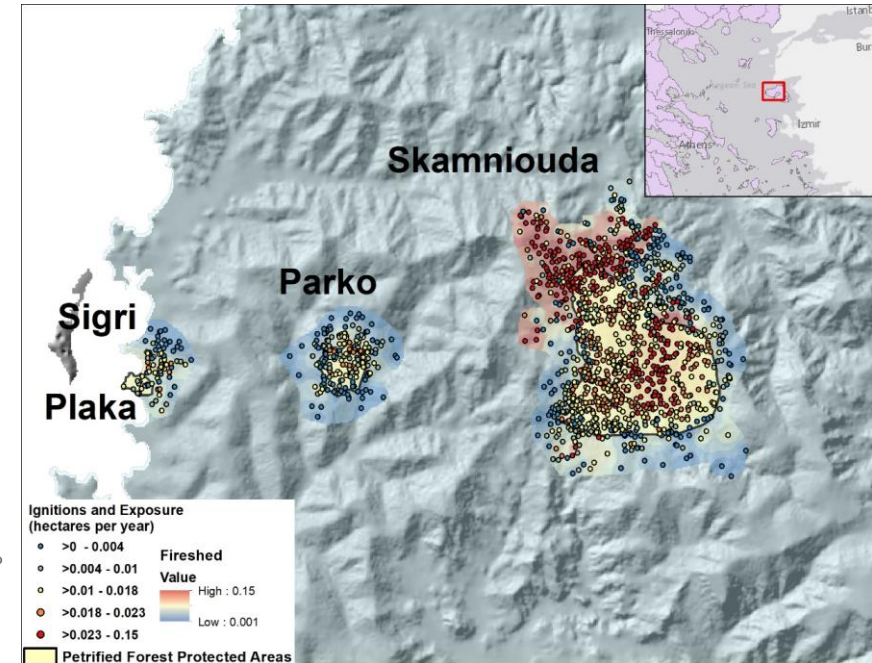 Istanb
Thessaloniki
Bur
Aegean Sea
Izmir
Athens
Skamniouda
Parko
Sigri
Plaka
Ignitions and Exposure
(hectares per year)
>0 - 0.004
>0.004 - 0.01
>0.01 - 0.018
>0.018 - 0.023
>0.023 - 0.15
Fireshed
Value
High : 0.15
Low : 0.001
Petrified Forest Protected Areas